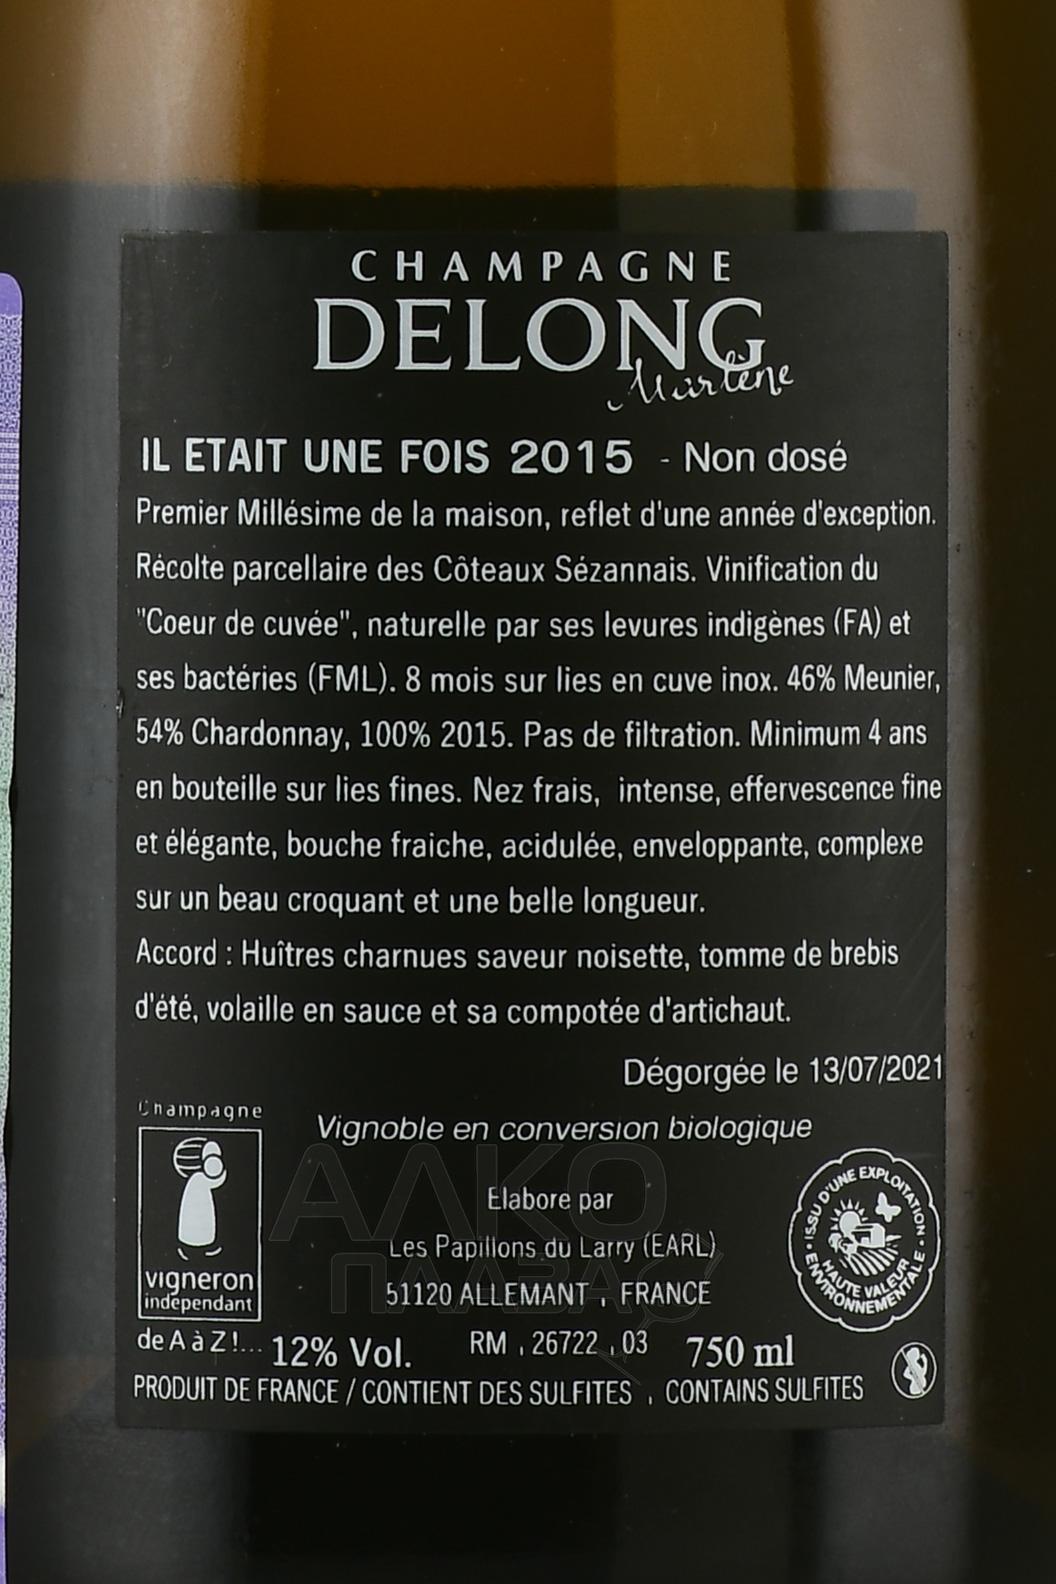 CHAMPAGNE
DELONG
Marlène
IL ETAIT UNE FOIS 2015 - Non dosé
Premier Millésime de la maison, reflet d'une année d'exception.
Récolte parcellaire des Côteaux Sézannais. Vinification du
"Coeur de cuvée", naturelle par ses levures indigènes (FA) et
ses bactéries (FML). 8 mois sur lies en cuve inox. 46% Meunier,
54% Chardonnay, 100% 2015. Pas de filtration. Minimum 4 ans
en bouteille sur lies fines. Nez frais, intense, effervescence fine
et élégante, bouche fraiche, acidulée, enveloppante, complexe
sur un beau croquant et une belle longueur.
Accord : Huîtres charnues saveur noisette, tomme de brebis
d'été, volaille en sauce et sa compotée d'artichaut.
Dégorgée le 13/07/2021
Vignoble en conversion biologique
Champagne
vigneron
indépendant
de A à Z !...
Elabore par
Les Papillons du Larry (EARL)
51120 ALLEMANT , FRANCE
RM , 26722 , 03
12% Vol.
750 ml
ISSU D'UNE EXPLOITATION
HAUTE VALEUR
ENVIRONNEMENTALE
PRODUIT DE FRANCE / CONTIENT DES SULFITES , CONTAINS SULFITES
АЛКО
ПЛАЗА